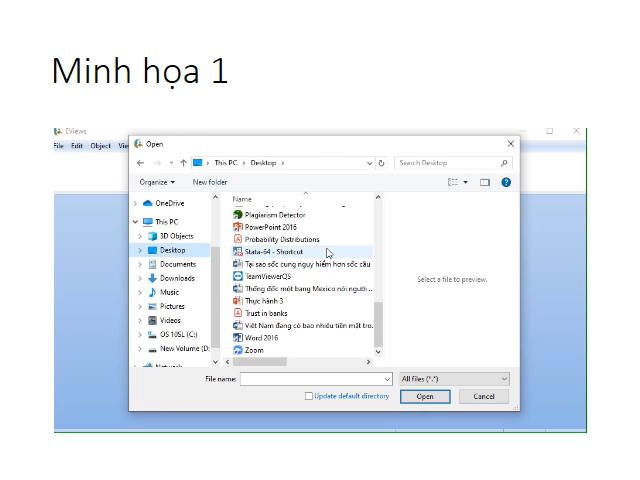 Minh họa 1
EViews
File Edit Object
Open
This PC > Desktop >
Search Desktop
Organize
New folder
Name
OneDrive
This PC
3D Objects
Desktop
Documents
Downloads
Music
Pictures
Videos
OS 10SL (C:)
New Volume (D:
Plagiarism Detector
PowerPoint 2016
Probability Distributions
Stata-64 - Shortcut
Tại sao sốc cung nguy hiểm hơn sốc cầu
TeamViewerQS
Thống đốc một bang Mexico nói người ...
Thực hành 3
Trust in banks
Việt Nam đang có bao nhiêu tiền mặt tro...
Word 2016
Zoom
Select a file to preview.
File name:
All files (*.*)
Update default directory
Open
Cancel